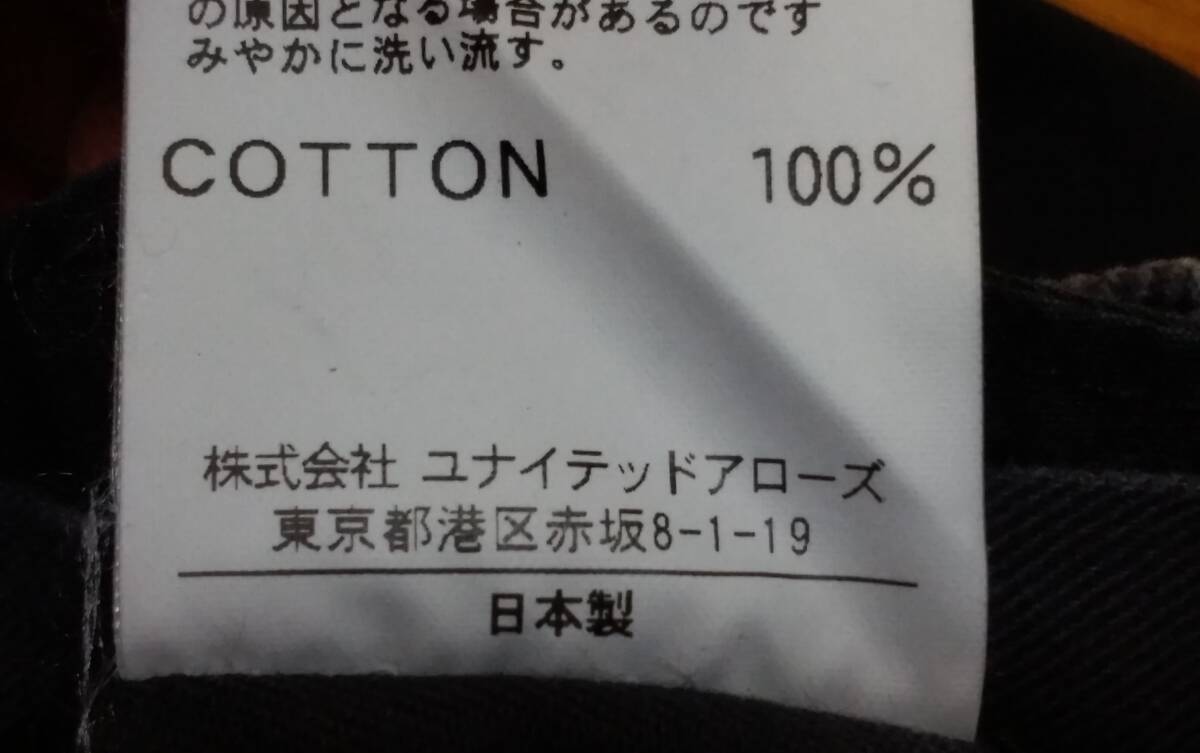 の原因となる場合があるのです
みやかに洗い流す。
COTTON 100%
株式会社 ユナイテッドアローズ
東京都港区赤坂8-1-19
日本製